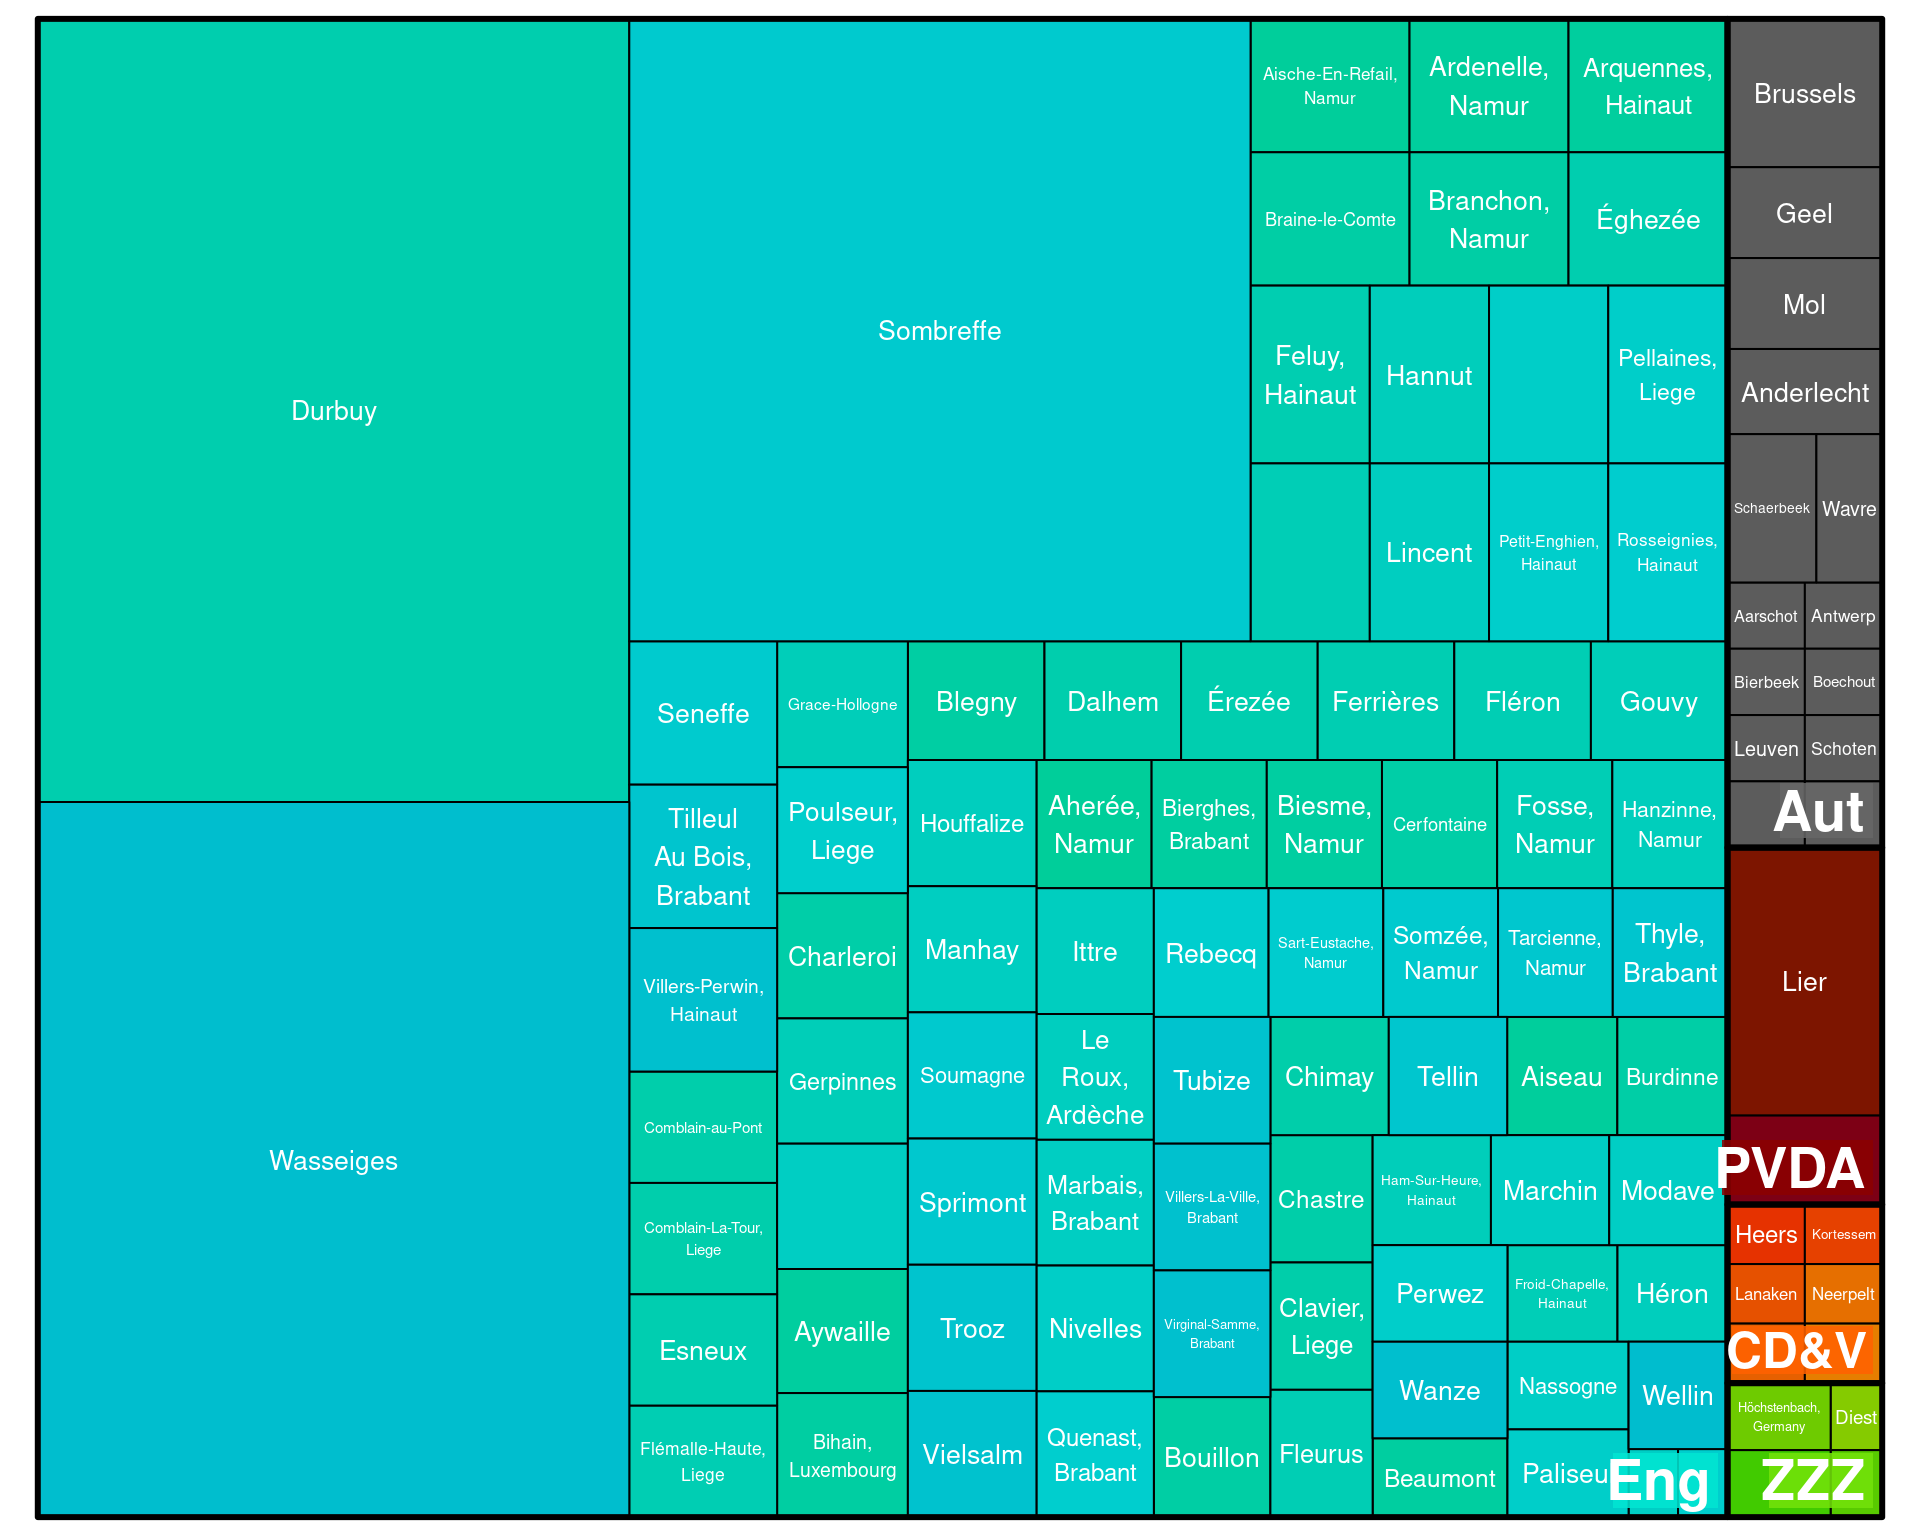 Durbuy
Wasseiges
Sombreffe
Aische-En-Refail,
Namur
Ardenelle,
Namur
Arquennes,
Hainaut
Braine-le-Comte
Branchon,
Namur
Éghezée
Feluy,
Hainaut
Hannut
Pellaines,
Liege
Lincent
Petit-Enghien,
Hainaut
Rosseignies,
Hainaut
Seneffe
Tilleul
Au Bois,
Brabant
Villers-Perwin,
Hainaut
Comblain-au-Pont
Comblain-La-Tour,
Liege
Esneux
Flémalle-Haute,
Liege
Grace-Hollogne
Poulseur,
Liege
Charleroi
Gerpinnes
Aywaille
Bihain,
Luxembourg
Blegny
Dalhem
Érezée
Ferrières
Fléron
Gouvy
Houffalize
Manhay
Soumagne
Sprimont
Trooz
Vielsalm
Aherée,
Namur
Bierghes,
Brabant
Biesme,
Namur
Cerfontaine
Fosse,
Namur
Hanzinne,
Namur
Ittre
Le
Roux,
Ardèche
Marbais,
Brabant
Nivelles
Quenast,
Brabant
Rebecq
Sart-Eustache,
Namur
Somzée,
Namur
Tarcienne,
Namur
Thyle,
Brabant
Tubize
Villers-La-Ville,
Brabant
Virginal-Samme,
Brabant
Bouillon
Chimay
Tellin
Aiseau
Burdinne
Chastre
Clavier,
Liege
Fleurus
Ham-Sur-Heure,
Hainaut
Marchin
Modave
Perwez
Wanze
Beaumont
Froid-Chapelle,
Hainaut
Héron
Nassogne
Wellin
Paliseu
Eng
Brussels
Geel
Mol
Anderlecht
Schaerbeek
Wavre
Aarschot
Antwerp
Bierbeek
Boechout
Leuven
Schoten
Aut
Lier
PVDA
Heers
Kortessem
Lanaken
Neerpelt
CD&V
Höchstenbach,
Germany
Diest
ZZZ